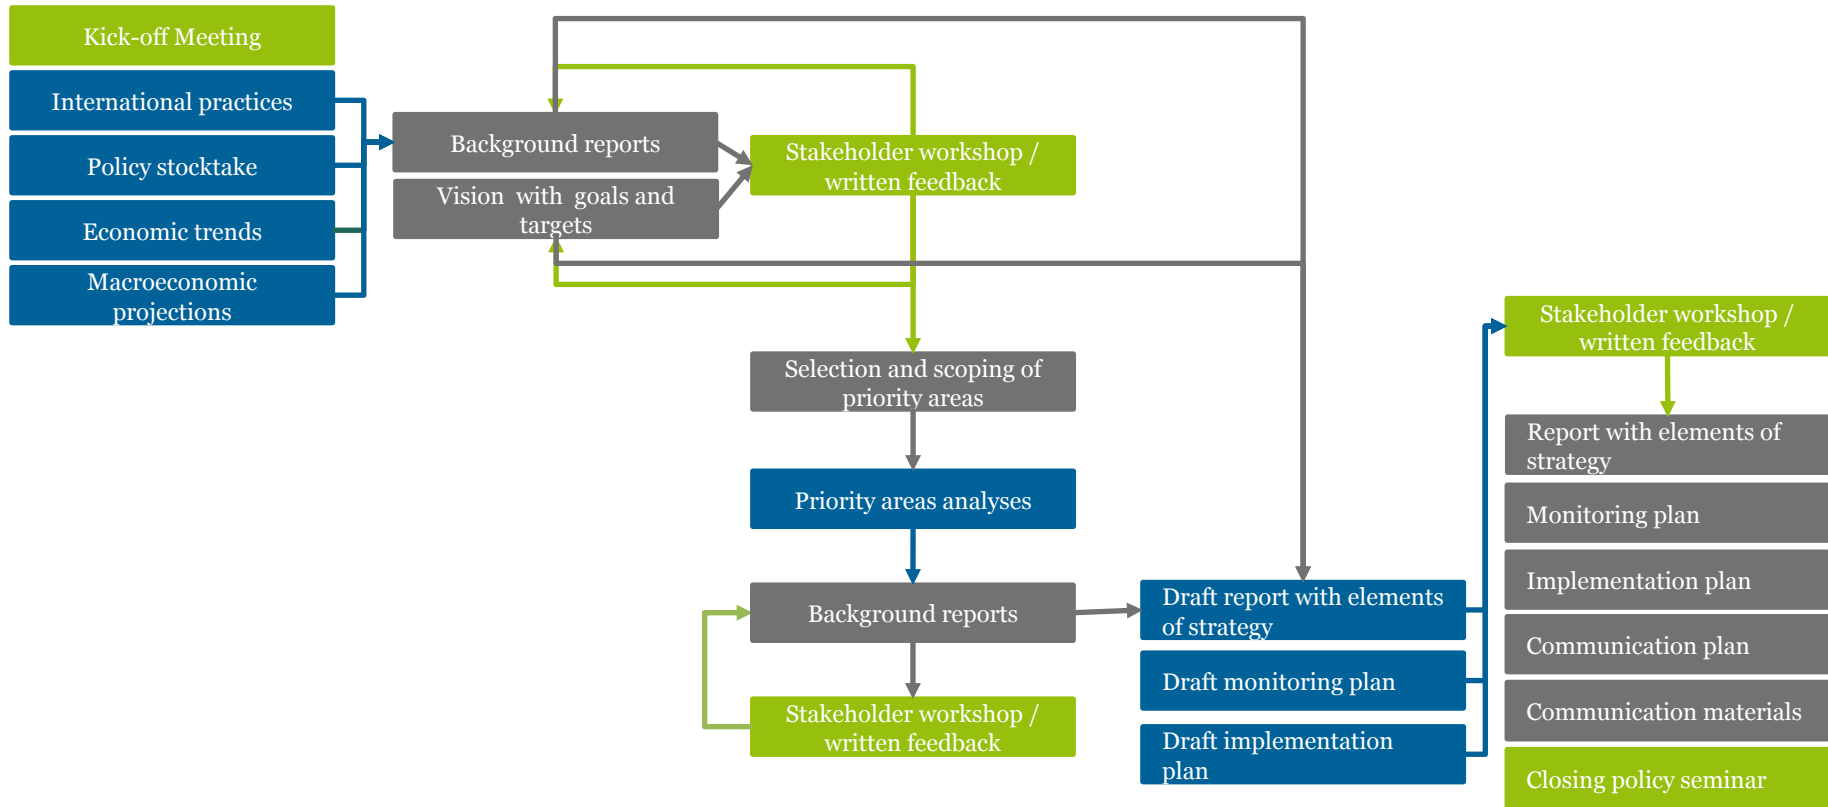 Kick-off Meeting
International practices
Policy stocktake
Economic trends
Macroeconomic
projections
Background reports
Vision with goals and
targets
Stakeholder workshop /
written feedback
Selection and scoping of
priority areas
Priority areas analyses
Background reports
Stakeholder workshop /
written feedback
Draft report with elements
of strategy
Draft monitoring plan
Draft implementation
plan
Stakeholder workshop /
written feedback
Report with elements of
strategy
Monitoring plan
Implementation plan
Communication plan
Communication materials
Closing policy seminar